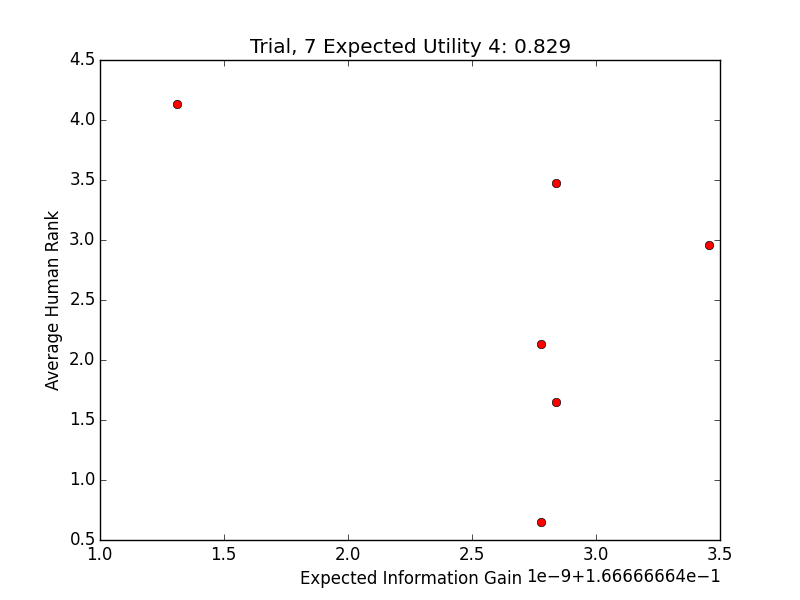 Trial, 7 Expected Utility 4: 0.829
4.5
4.0
3.5
3.0
2.5
2.0
1.5
1.0
0.5
Average Human Rank
1.0 1.5 2.0 2.5 3.0 3.5
Expected Information Gain 1e−9+1.66666664e−1